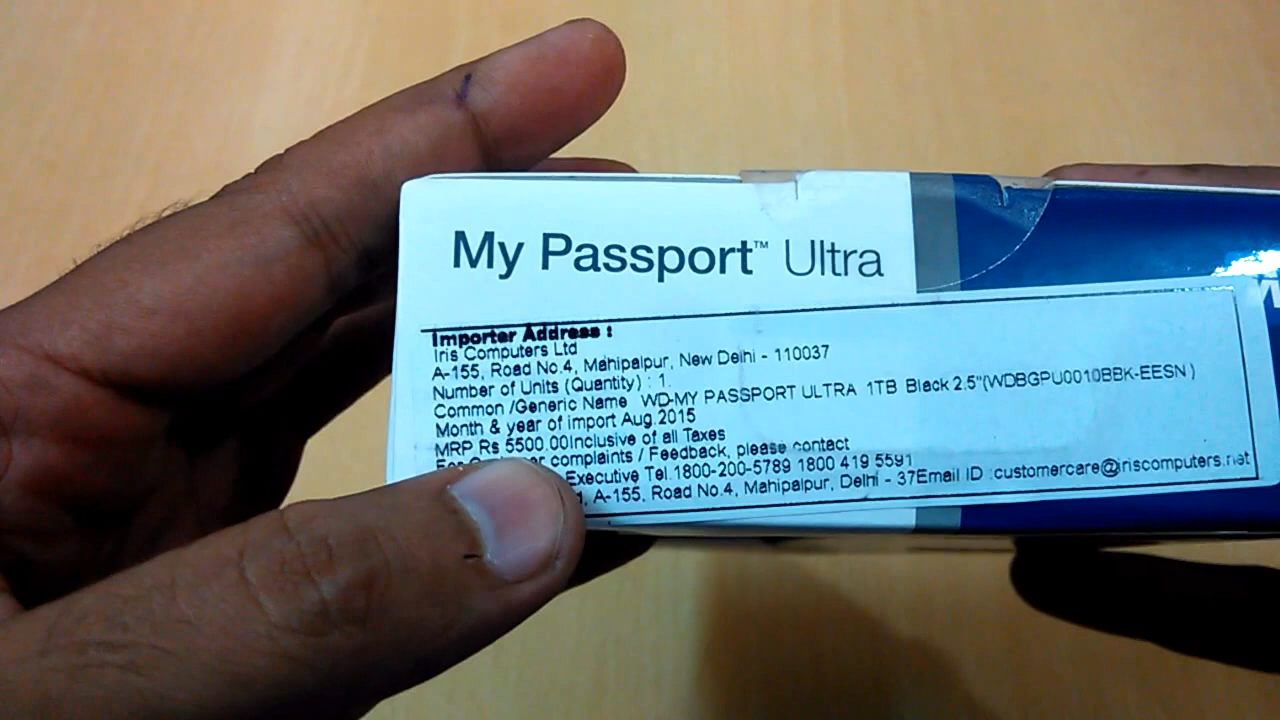 My Passport™ Ultra
Importer Address :
Iris Computers Ltd
A-155, Road No.4, Mahipalpur, New Delhi - 110037
Number of Units (Quantity) : 1.
Common /Generic Name WD-MY PASSPORT ULTRA 1TB Black 2.5"(WDBGPU0010BBK-EESN )
Month & year of import Aug.2015
MRP Rs 5500.00Inclusive of all Taxes
For complaints / Feedback, please contact
Executive Tel.1800-200-5789 1800 419 5591
, A-155, Road No.4, Mahipalpur, Delhi - 37Email ID :customercare@iriscomputers.net